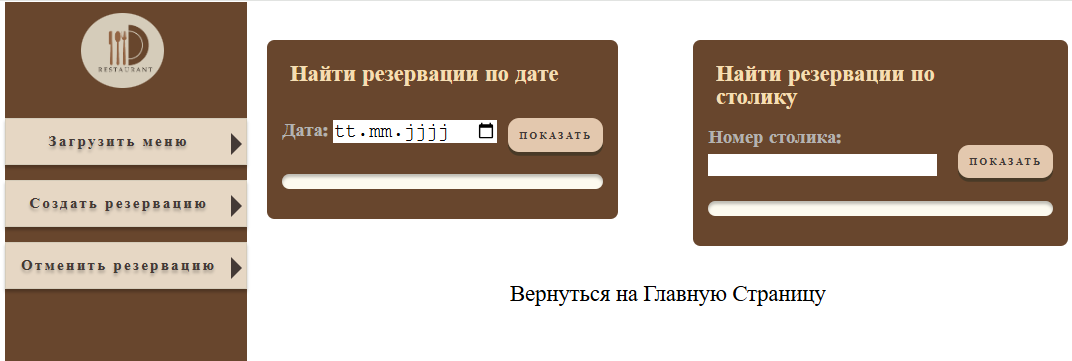 RESTAURANT
Загрузить меню
Создать резервацию
Отменить резервацию
Найти резервации по дате
Дата: tt.mm.jjjj
ПОКАЗАТЬ
Найти резервации по
столику
Номер столика:
ПОКАЗАТЬ
Вернуться на Главную Страницу